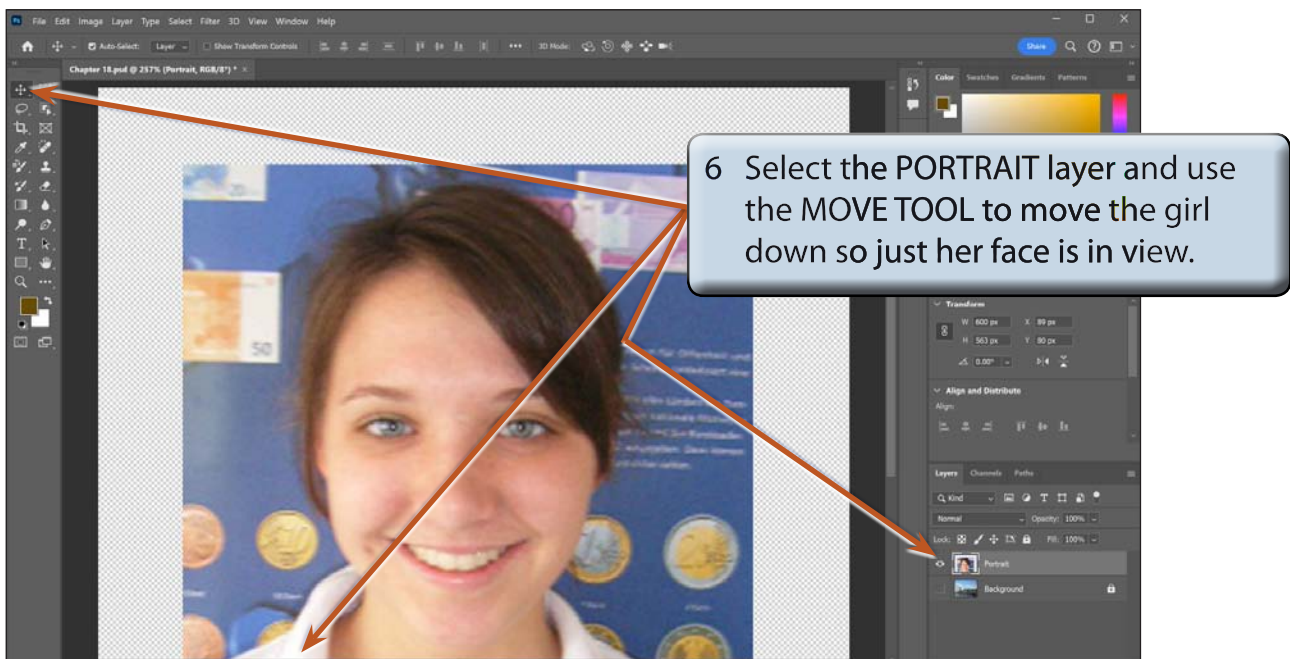 File Edit Image Layer Type Select Filter 3D View Window Help
Auto-Select: Layer Show Transform Controls 3D Mode: Share
Chapter 18.psd @ 257% (Portrait, RGB/8*) * ×
Color Swatches Gradients Patterns
6 Select the PORTRAIT layer and use
the MOVE TOOL to move the girl
down so just her face is in view.
20
50
für Offenheit und
Transform
W 600 px X 89 px
H 563 px Y 80 px
0.00°
Align and Distribute
Align:
Layers Channels Paths
Kind
Normal Opacity: 100%
Lock: Fill: 100%
Portrait
Background